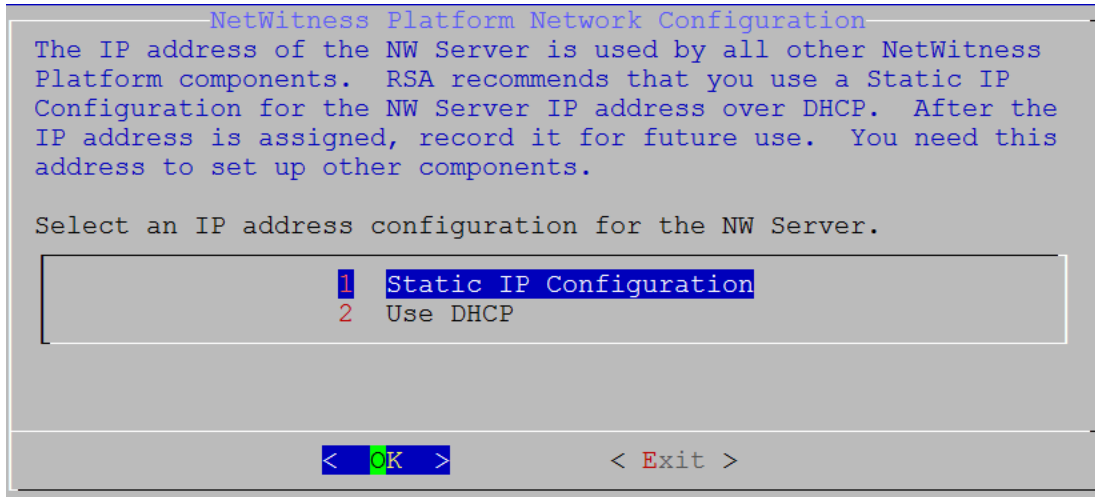 NetWitness Platform Network Configuration
The IP address of the NW Server is used by all other NetWitness
Platform components.  RSA recommends that you use a Static IP
Configuration for the NW Server IP address over DHCP.  After the
IP address is assigned, record it for future use.  You need this
address to set up other components.
Select an IP address configuration for the NW Server.
1  Static IP Configuration
2  Use DHCP
<  OK  >          < Exit >